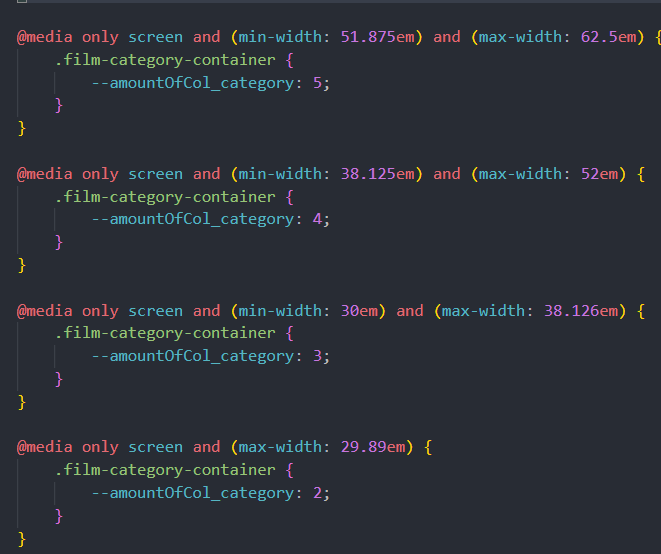 @media only screen and (min-width: 51.875em) and (max-width: 62.5em) {
    .film-category-container {
        --amountOfCol_category: 5;
    }
}

@media only screen and (min-width: 38.125em) and (max-width: 52em) {
    .film-category-container {
        --amountOfCol_category: 4;
    }
}

@media only screen and (min-width: 30em) and (max-width: 38.126em) {
    .film-category-container {
        --amountOfCol_category: 3;
    }
}

@media only screen and (max-width: 29.89em) {
    .film-category-container {
        --amountOfCol_category: 2;
    }
}